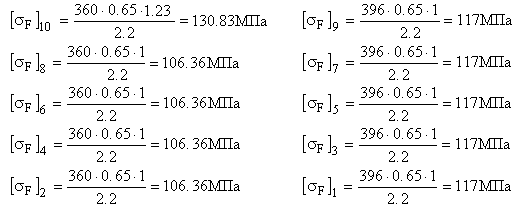 [σF]10 = 360·0.65·1.23/2.2 = 130.83МПа [σF]9 = 396·0.65·1/2.2 = 117МПа
[σF]8 = 360·0.65·1/2.2 = 106.36МПа [σF]7 = 396·0.65·1/2.2 = 117МПа
[σF]6 = 360·0.65·1/2.2 = 106.36МПа [σF]5 = 396·0.65·1/2.2 = 117МПа
[σF]4 = 360·0.65·1/2.2 = 106.36МПа [σF]3 = 396·0.65·1/2.2 = 117МПа
[σF]2 = 360·0.65·1/2.2 = 106.36МПа [σF]1 = 396·0.65·1/2.2 = 117МПа